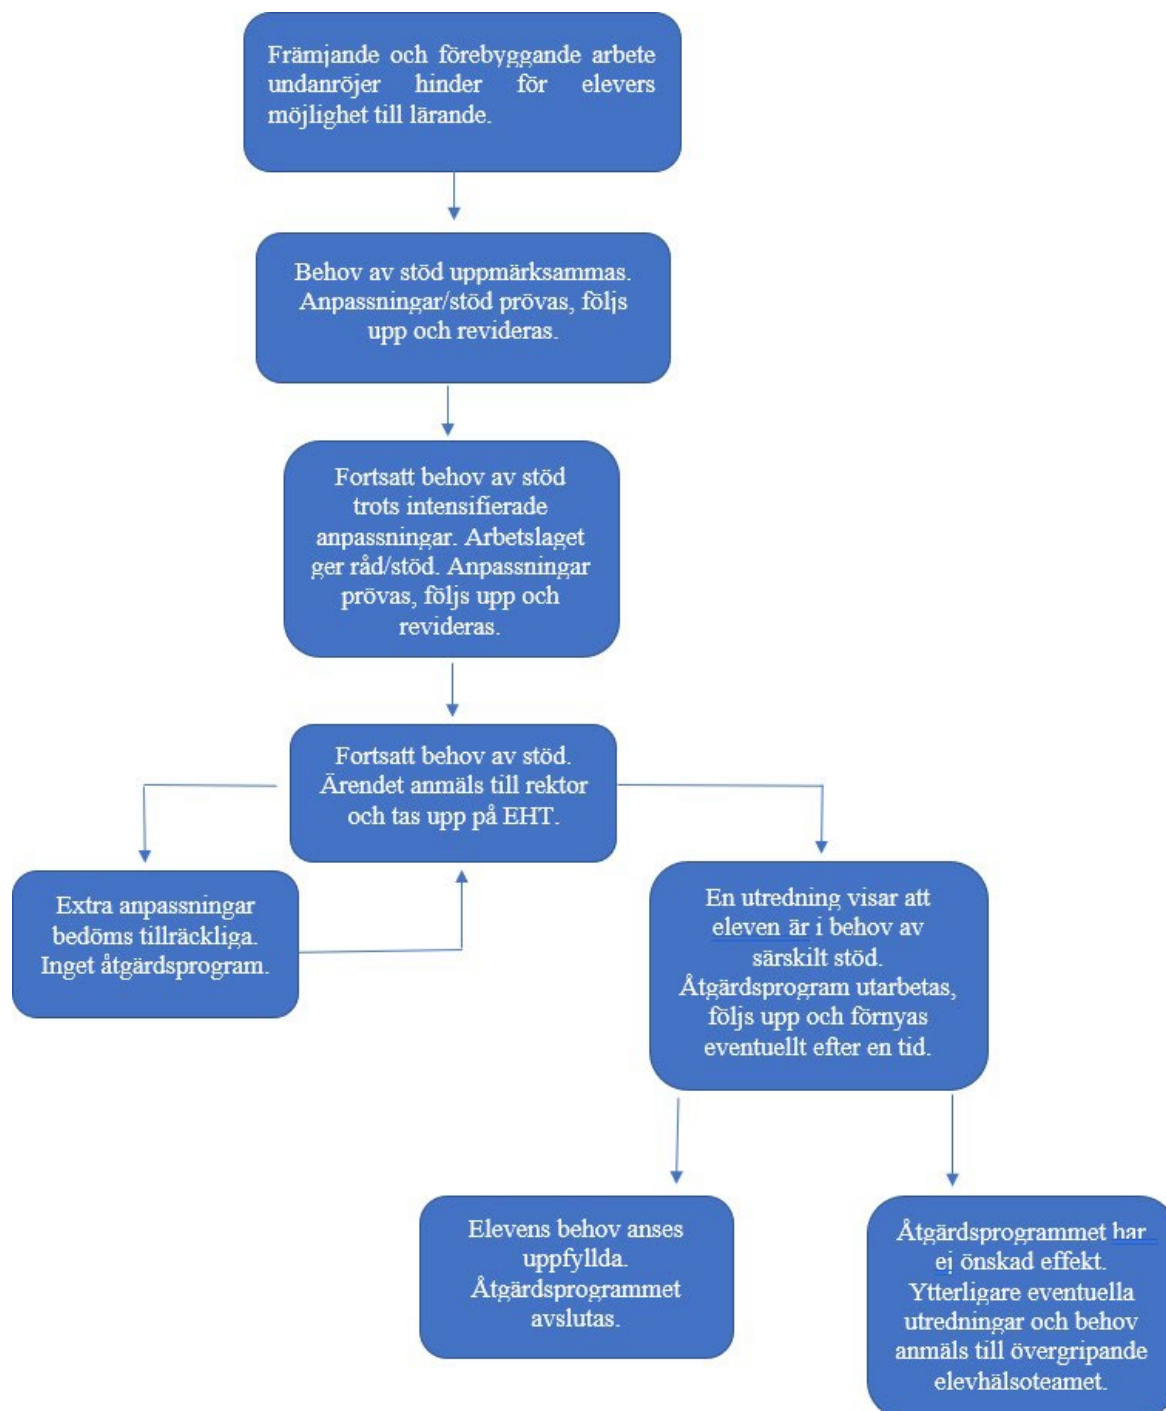 Främjande och förebyggande arbete
undanröjer hinder för elevers
möjlighet till lärande.
Behov av stöd uppmärksammas.
Anpassningar/stöd prövas, följs
upp och revideras.
Fortsatt behov av stöd
trots intensifierade
anpassningar. Arbetslaget
ger råd/stöd. Anpassningar
prövas, följs upp och
revideras.
Fortsatt behov av stöd.
Ärendet anmäls till rektor
och tas upp på EHT.
Extra anpassningar
bedöms tillräckliga.
Inget åtgärdsprogram.
En utredning visar att
eleven är i behov av
särskilt stöd.
Åtgärdsprogram utarbetas,
följs upp och förnyas
eventuellt efter en tid.
Elevens behov anses
uppfyllda.
Åtgärdsprogrammet
avslutas.
Åtgärdsprogrammet har
ej önskad effekt.
Ytterligare eventuella
utredningar och behov
anmäls till övergripande
elevhälsoteamet.